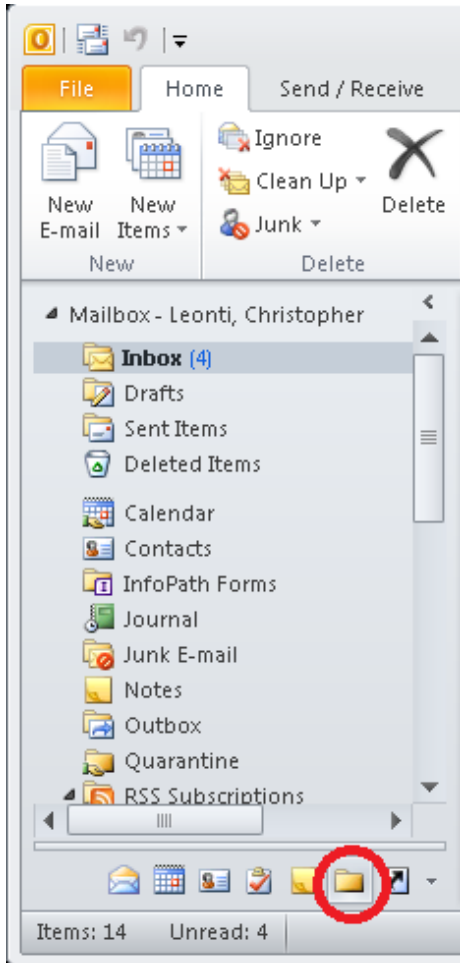 File Home Send / Receive
Ignore
Clean Up
Junk
New E-mail
New Items
Delete
New Delete
Mailbox - Leonti, Christopher
Inbox (4)
Drafts
Sent Items
Deleted Items
Calendar
Contacts
InfoPath Forms
Journal
Junk E-mail
Notes
Outbox
Quarantine
RSS Subscriptions
Items: 14 Unread: 4